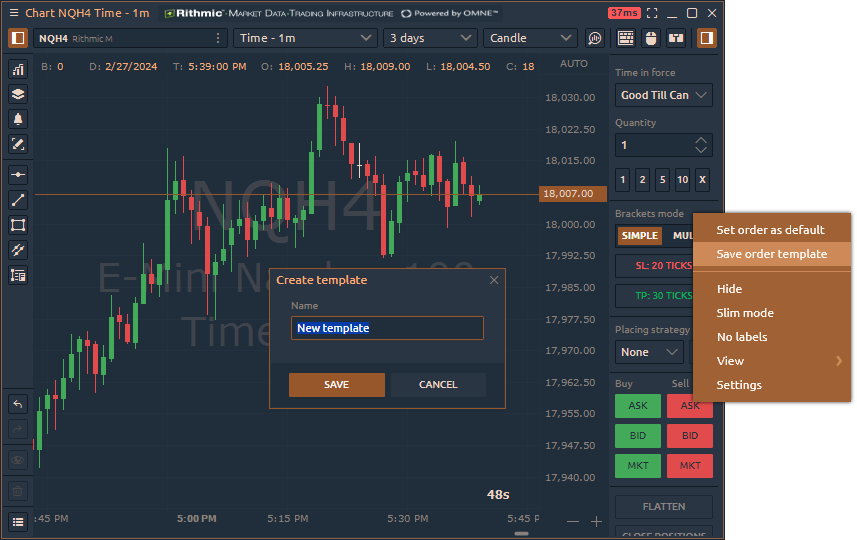 Chart NQH4 Time - 1m
Rithmic - MARKET DATA-TRADING INFRASTRUCTURE
Powered by OMNE™
37ms
NQH4 Rithmic M
Time - 1m
3 days
Candle
B: 0 D: 2/27/2024 T: 5:39:00 PM O: 18,005.25 H: 18,009.00 L: 18,004.50 C: 18
AUTO
18,030.00
18,022.50
18,015.00
18,007.00
18,000.00
17,992.50
17,985.00
17,977.50
17,970.00
17,962.50
17,955.00
17,947.50
17,940.00
NQH4
Time
Create template
Name
New template
SAVE
CANCEL
48s
:45 PM
5:00 PM
5:15 PM
5:30 PM
5:45 P
Time in force
Good Till Can
Quantity
1
1 2 5 10 X
Brackets mode
SIMPLE
MUL
SL: 20 TICKS
TP: 30 TICKS
Placing strategy
None
Buy Sell
ASK ASK
BID BID
MKT MKT
FLATTEN
CLOSE POSITIONS
Set order as default
Save order template
Hide
Slim mode
No labels
View
Settings